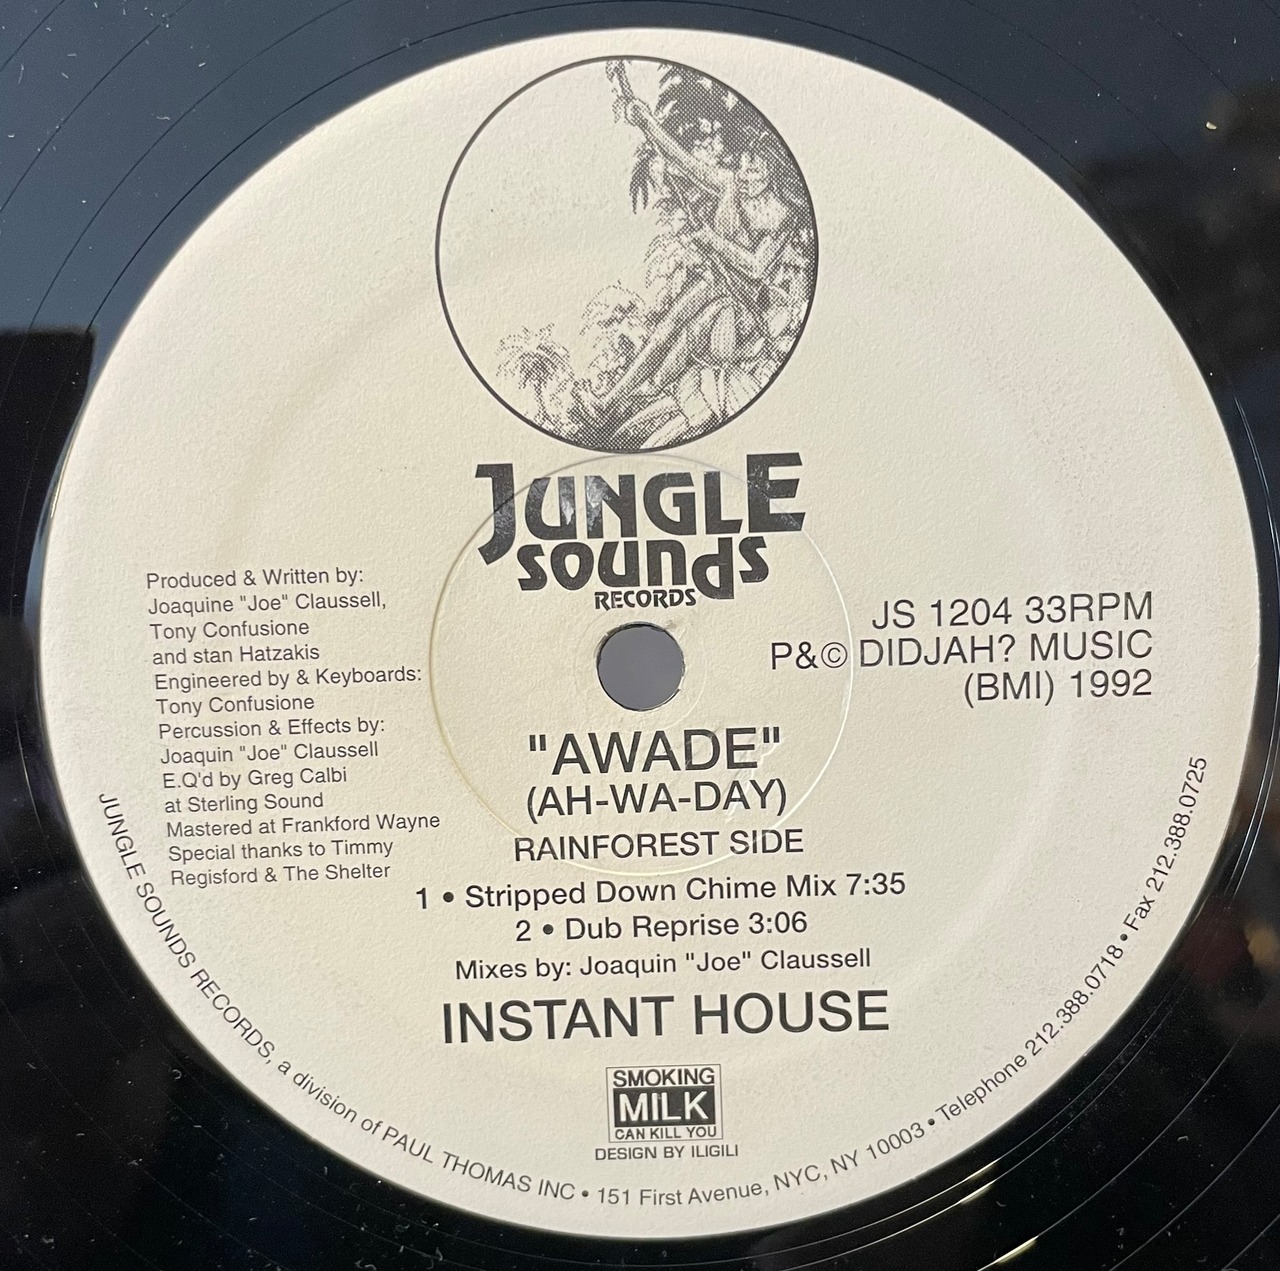 JUNGLE
sounds
RECORDS
Produced & Written by:
Joaquine "Joe" Claussell,
Tony Confusione
and stan Hatzakis
Engineered by & Keyboards:
Tony Confusione
Percussion & Effects by:
Joaquin "Joe" Claussell
E.Q'd by Greg Calbi
at Sterling Sound
Mastered at Frankford Wayne
Special thanks to Timmy
Regisford & The Shelter
JS 1204 33RPM
P&© DIDJAH? MUSIC
(BMI) 1992
"AWADE"
(AH-WA-DAY)
RAINFOREST SIDE
1 • Stripped Down Chime Mix 7:35
2 • Dub Reprise 3:06
Mixes by: Joaquin "Joe" Claussell
INSTANT HOUSE
SMOKING
MILK
CAN KILL YOU
DESIGN BY ILIGILI
JUNGLE SOUNDS RECORDS, a division of PAUL THOMAS INC • 151 First Avenue, NYC, NY 10003 • Telephone 212.388.0718 • Fax 212.388.0725